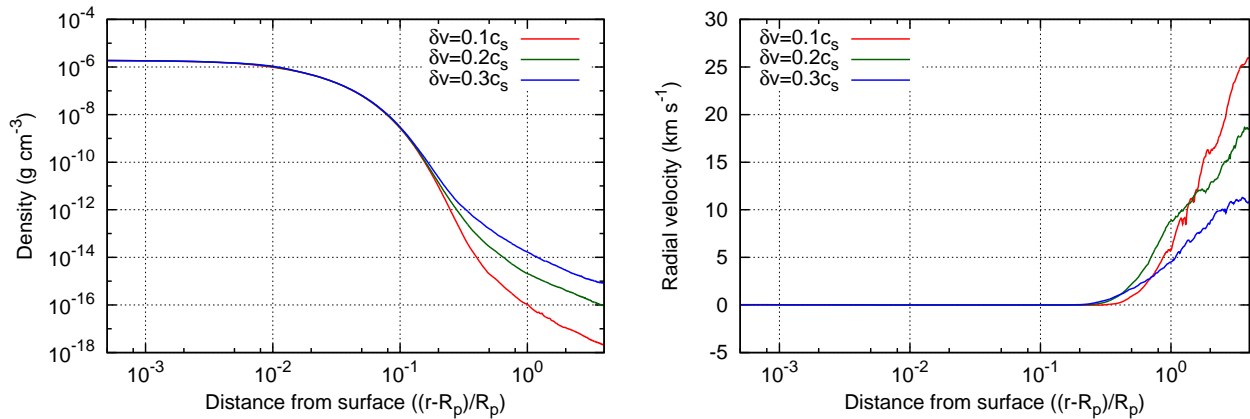 10^-4
10^-6
10^-8
10^-10
10^-12
10^-14
10^-16
10^-18
10^-3
10^-2
10^-1
10^0
Density (g cm^-3)
Distance from surface ((r-R_p)/R_p)
δv=0.1c_s
δv=0.2c_s
δv=0.3c_s
30
25
20
15
10
5
0
-5
10^-3
10^-2
10^-1
10^0
Radial velocity (km s^-1)
Distance from surface ((r-R_p)/R_p)
δv=0.1c_s
δv=0.2c_s
δv=0.3c_s